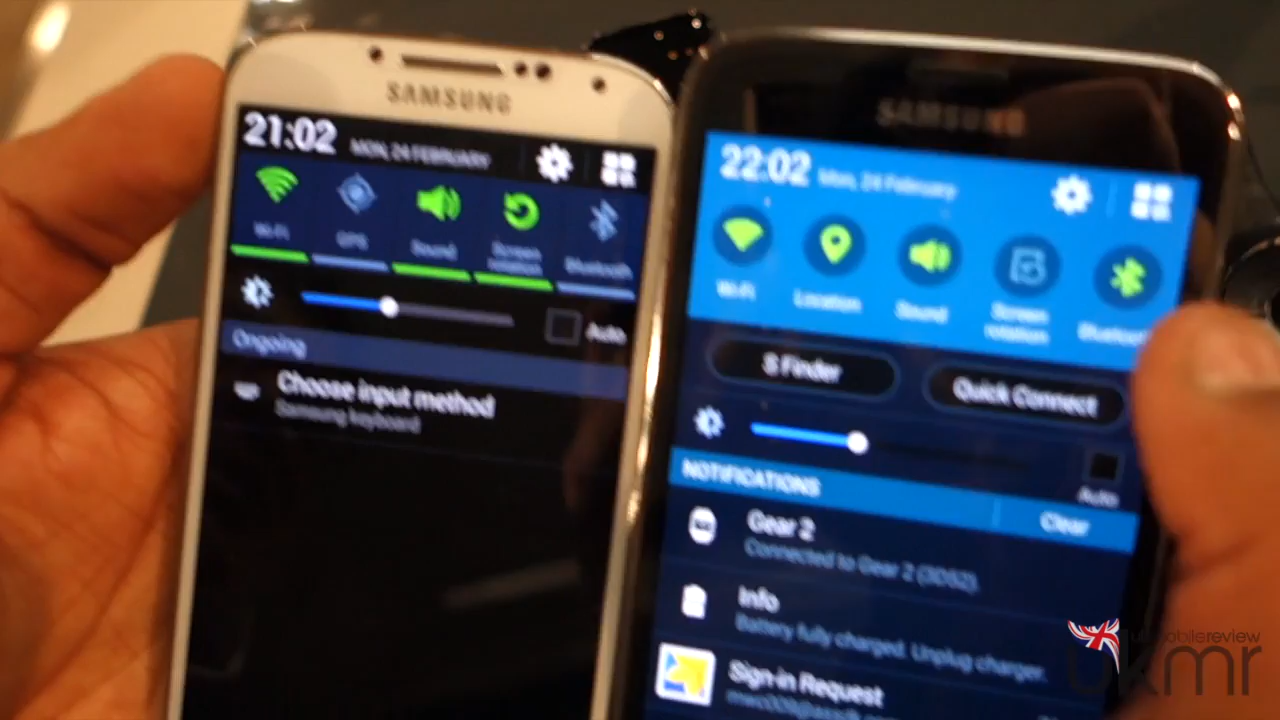 SAMSUNG
21:02 MON, 24 FEBRUARY
Wi-Fi
GPS
Sound
Screen rotation
Bluetooth
Auto
Ongoing
Choose input method
Samsung keyboard
SAMSUNG
22:02 Mon, 24 February
Wi-Fi
Location
Sound
Screen rotation
Bluetooth
S Finder
Quick Connect
Auto
NOTIFICATIONS
Clear
Gear 2
Connected to Gear 2 (3D52).
Info
Battery fully charged. Unplug charger.
Sign-in Request
ukmobilereview
ukmr